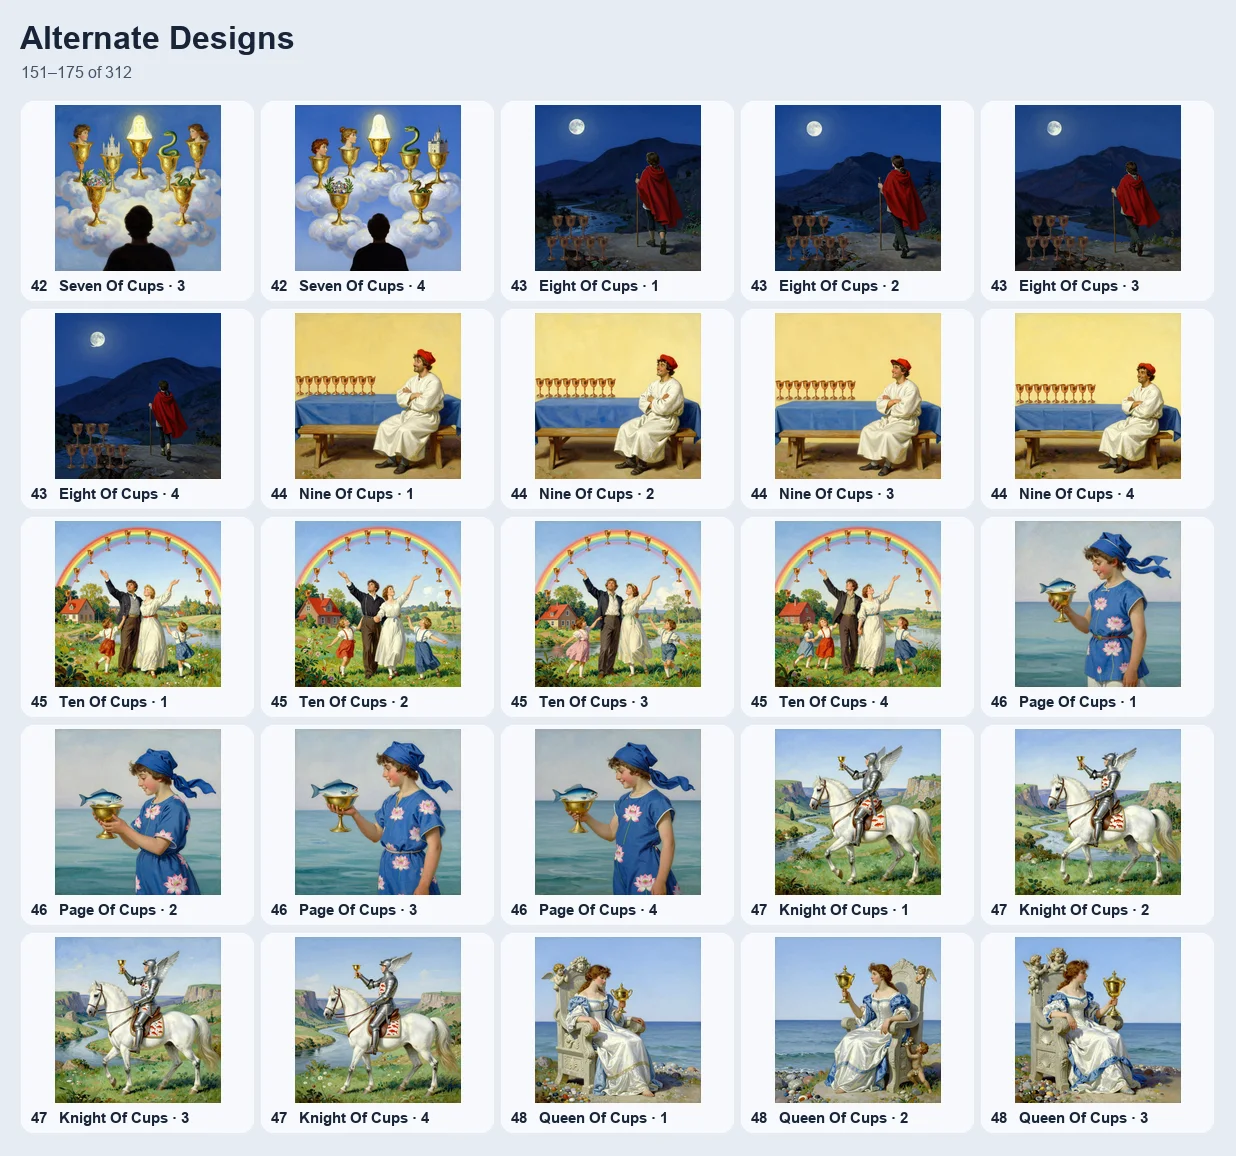 Alternate Designs
151–175 of 312
42 Seven Of Cups · 3
42 Seven Of Cups · 4
43 Eight Of Cups · 1
43 Eight Of Cups · 2
43 Eight Of Cups · 3
43 Eight Of Cups · 4
44 Nine Of Cups · 1
44 Nine Of Cups · 2
44 Nine Of Cups · 3
44 Nine Of Cups · 4
45 Ten Of Cups · 1
45 Ten Of Cups · 2
45 Ten Of Cups · 3
45 Ten Of Cups · 4
46 Page Of Cups · 1
46 Page Of Cups · 2
46 Page Of Cups · 3
46 Page Of Cups · 4
47 Knight Of Cups · 1
47 Knight Of Cups · 2
47 Knight Of Cups · 3
47 Knight Of Cups · 4
48 Queen Of Cups · 1
48 Queen Of Cups · 2
48 Queen Of Cups · 3